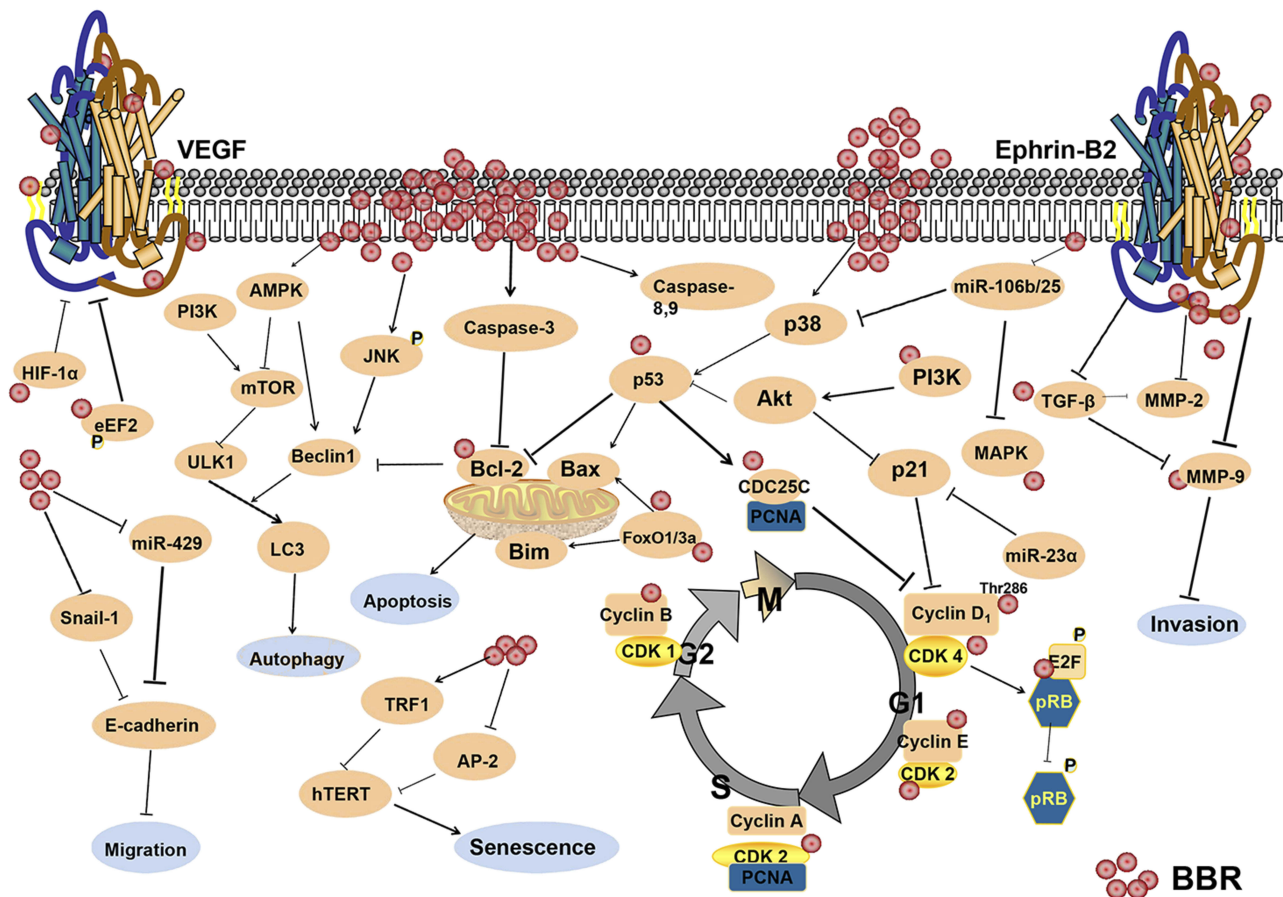 VEGF
Ephrin-B2
AMPK
PI3K
HIF-1α
mTOR
eEF2
P
ULK1
Beclin1
JNK
P
Caspase-3
Caspase-
8,9
p38
miR-106b/25
p53
Akt
PI3K
TGF-β
MMP-2
MAPK
MMP-9
Bcl-2
Bax
p21
CDC25C
PCNA
miR-429
LC3
Bim
FoxO1/3a
miR-23α
Snail-1
Apoptosis
Autophagy
Cyclin B
CDK 1
M
G2
G1
S
Thr286
Cyclin D1
CDK 4
Invasion
P
E2F
pRB
E-cadherin
TRF1
AP-2
hTERT
Cyclin E
CDK 2
P
pRB
Cyclin A
CDK 2
PCNA
Migration
Senescence
BBR